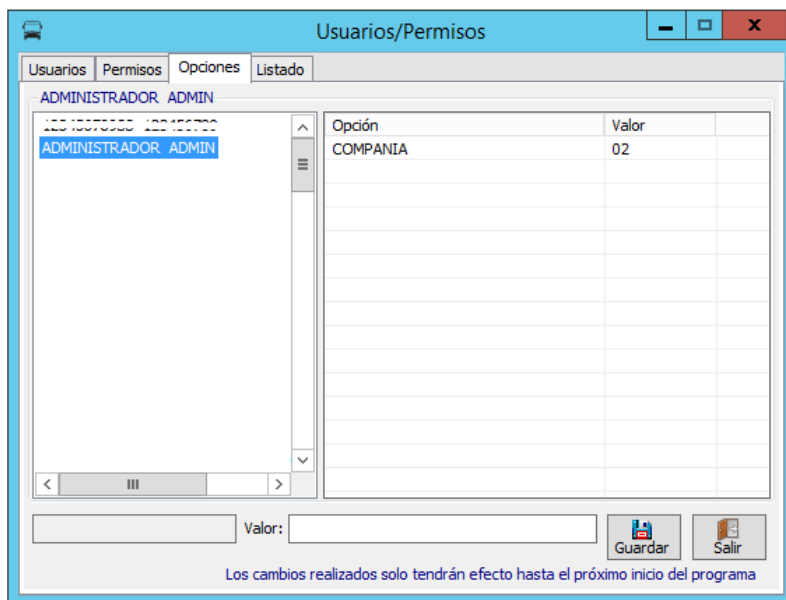 Usuarios/Permisos
Usuarios Permisos Opciones Listado
ADMINISTRADOR ADMIN
ADMINISTRADOR ADMIN
Opción Valor
COMPANIA 02
Valor:
Guardar Salir
Los cambios realizados solo tendrán efecto hasta el próximo inicio del programa